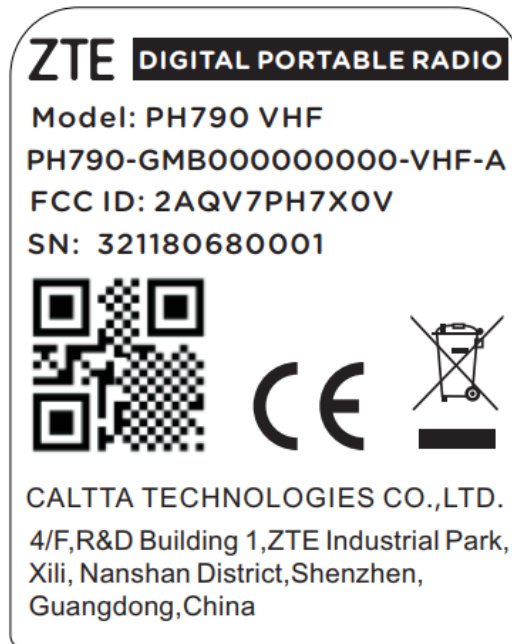 ZTE DIGITAL PORTABLE RADIO
Model: PH790 VHF
PH790-GMB000000000-VHF-A
FCC ID: 2AQV7PH7X0V
SN: 321180680001
CE
CALTTA TECHNOLOGIES CO.,LTD.
4/F,R&D Building 1,ZTE Industrial Park,
Xili, Nanshan District,Shenzhen,
Guangdong,China